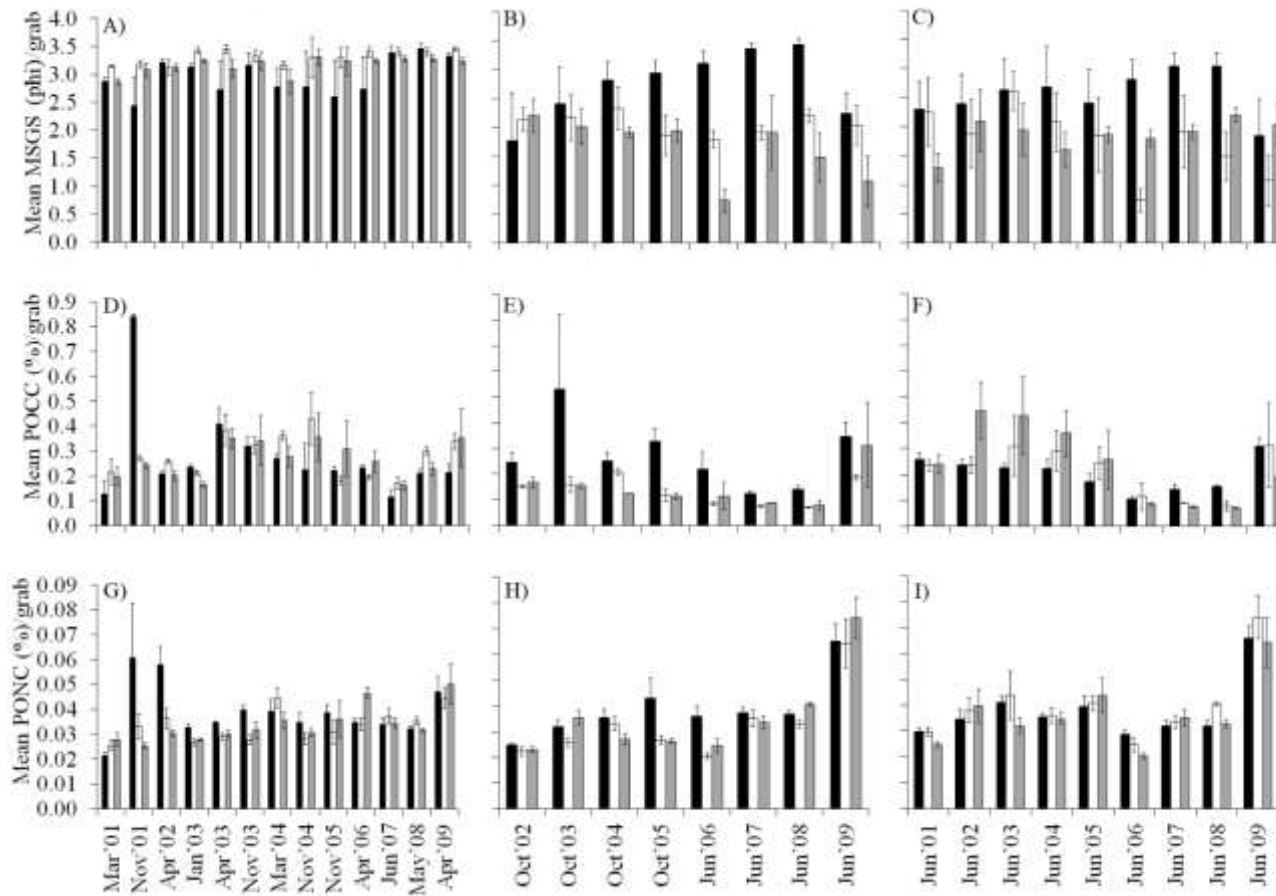 A)
B)
C)
Mean MSGS (phi)/grab
4.0
3.5
3.0
2.5
2.0
1.5
1.0
0.5
0.0
D)
E)
F)
Mean POCC (%)/grab
0.9
0.8
0.7
0.6
0.5
0.4
0.3
0.2
0.1
0.0
G)
H)
I)
Mean PONC (%)/grab
0.09
0.08
0.07
0.06
0.05
0.04
0.03
0.02
0.01
0.00
Mar`01
Nov`01
Apr`02
Jan`03
Apr`03
Nov`03
Mar`04
Nov`04
Nov`05
Apr`06
Jun`07
May`08
Apr`09
Oct`02
Oct`03
Oct`04
Oct`05
Jun`06
Jun`07
Jun`08
Jun`09
Jun`01
Jun`02
Jun`03
Jun`04
Jun`05
Jun`06
Jun`07
Jun`08
Jun`09